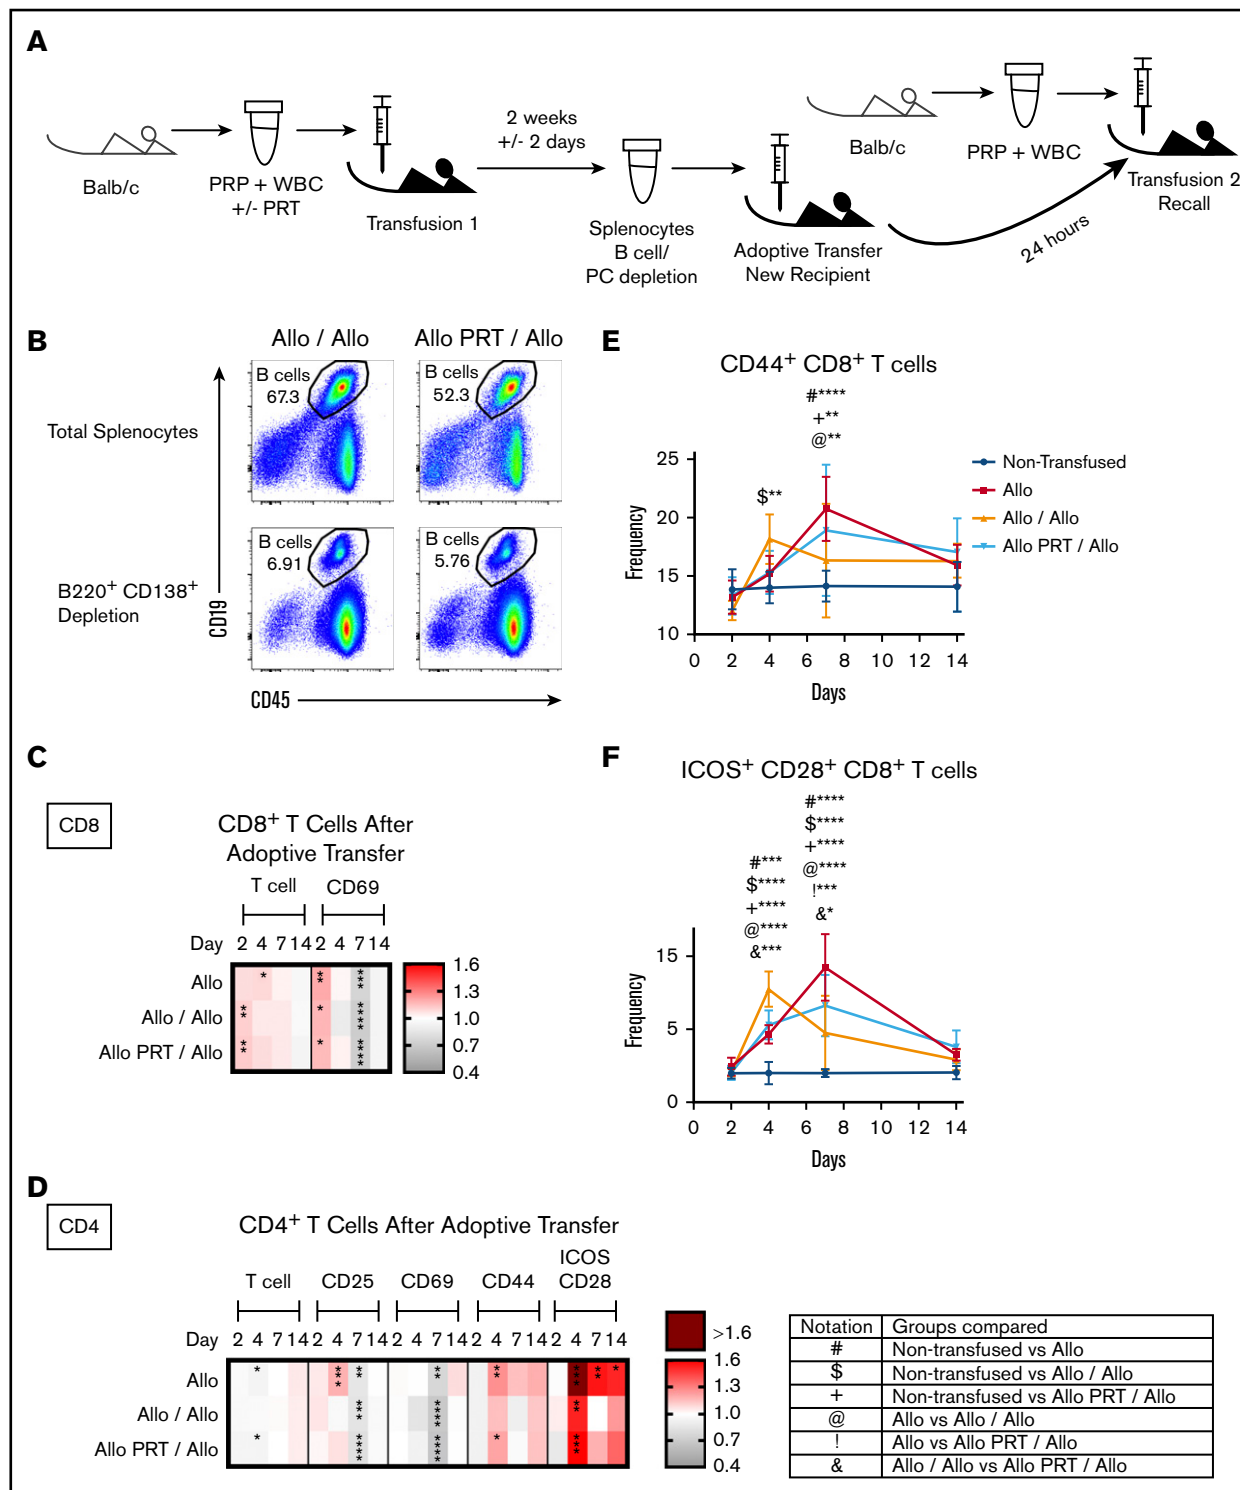 A
Balb/c
PRP + WBC
+/- PRT
Transfusion 1
2 weeks
+/- 2 days
Splenocytes
B cell/
PC depletion
Adoptive Transfer
New Recipient
24 hours
Balb/c
PRP + WBC
Transfusion 2
Recall
B
Allo / Allo
Allo PRT / Allo
Total Splenocytes
B cells
67.3
B cells
52.3
B220+ CD138+
Depletion
B cells
6.91
B cells
5.76
CD19
CD45
C
CD8
CD8+ T Cells After
Adoptive Transfer
T cell
CD69
Day 2 4 7 14 2 4 7 14
Allo * ** ***
Allo / Allo ** * ****
Allo PRT / Allo ** * ****
1.6
1.3
1.0
0.7
0.4
D
CD4
CD4+ T Cells After Adoptive Transfer
T cell
CD25
CD69
CD44
ICOS
CD28
Day 2 4 7 14 2 4 7 14 2 4 7 14 2 4 7 14 2 4 7 14
Allo * *** ** ** ** *** ** *
Allo / Allo *** **** **
Allo PRT / Allo * **** **** * ***
>1.6
1.6
1.3
1.0
0.7
0.4
E
CD44+ CD8+ T cells
#****
+**
@**
$**
25
20
15
10
Frequency
0 2 4 6 8 10 12 14
Days
Non-Transfused
Allo
Allo / Allo
Allo PRT / Allo
F
ICOS+ CD28+ CD8+ T cells
#****
$****
+****
@****
!***
&*
#***
$****
+****
@****
&***
15
5
0
Frequency
0 2 4 6 8 10 12 14
Days
Notation Groups compared
# Non-transfused vs Allo
$ Non-transfused vs Allo / Allo
+ Non-transfused vs Allo PRT / Allo
@ Allo vs Allo / Allo
! Allo vs Allo PRT / Allo
& Allo / Allo vs Allo PRT / Allo